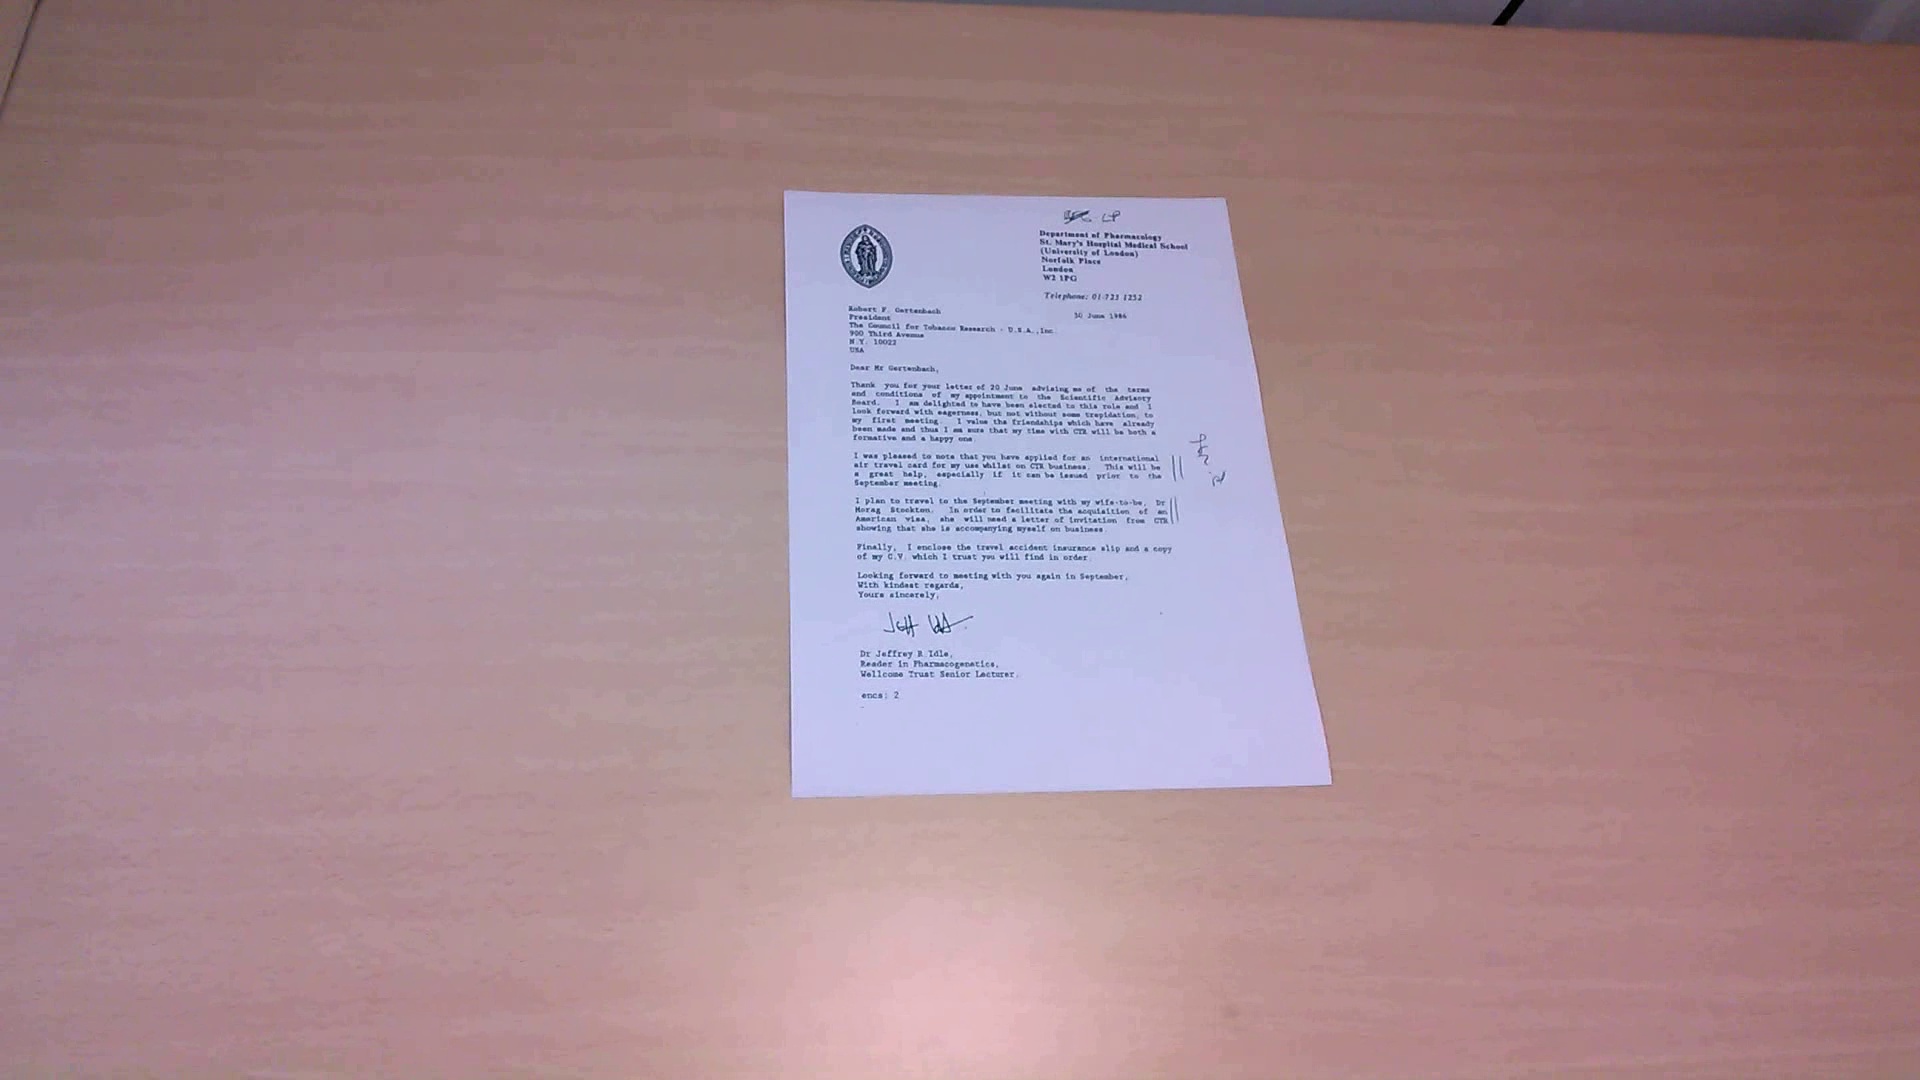 LP
Department of Pharmacology
St. Mary's Hospital Medical School
(University of London)
Norfolk Place
London
W2 1PG
Telephone: 01-723 1252
30 June 1986
Robert F. Gertenbach
President
The Council for Tobacco Research - U.S.A., Inc.
900 Third Avenue
N.Y. 10022
USA
Dear Mr Gertenbach,
Thank you for your letter of 20 June advising me of the terms
and conditions of my appointment to the Scientific Advisory
Board. I am delighted to have been elected to this role and I
look forward with eagerness, but not without some trepidation, to
my first meeting. I value the friendships which have already
been made and thus I am sure that my time with CTR will be both a
formative and a happy one.
I was pleased to note that you have applied for an international
air travel card for my use whilst on CTR business. This will be
a great help, especially if it can be issued prior to the
September meeting.
I plan to travel to the September meeting with my wife-to-be, Dr
Morag Stockton. In order to facilitate the acquisition of an
American visa, she will need a letter of invitation from CTR
showing that she is accompanying myself on business.
Finally, I enclose the travel accident insurance slip and a copy
of my C.V. which I trust you will find in order.
Looking forward to meeting with you again in September,
With kindest regards,
Yours sincerely,
Jeff
Dr Jeffrey R Idle,
Reader in Pharmacogenetics,
Wellcome Trust Senior Lecturer.
encs: 2